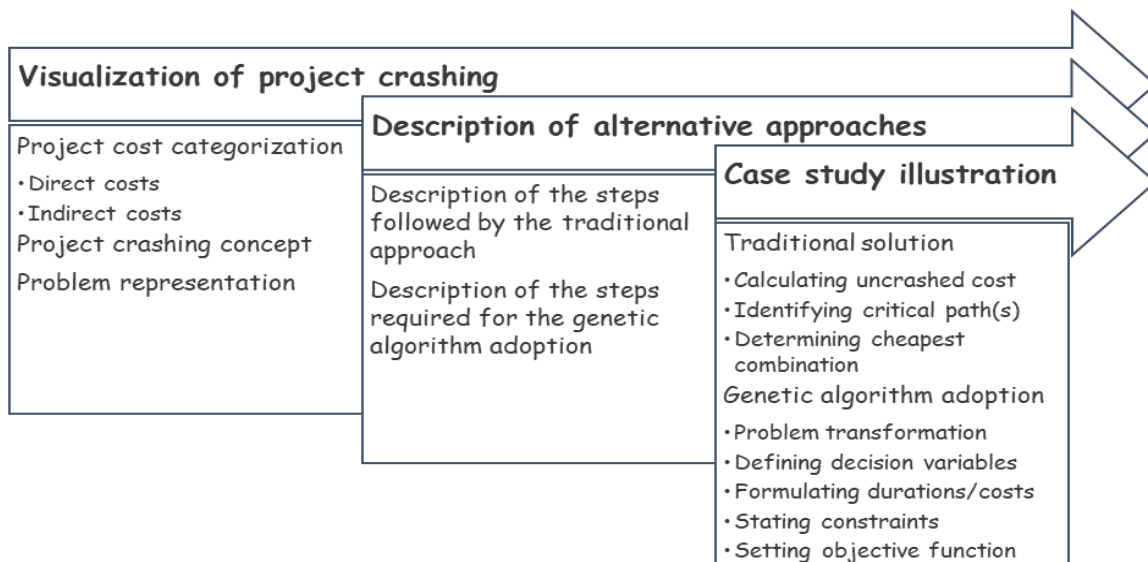 Visualization of project crashing
Project cost categorization
• Direct costs
• Indirect costs
Project crashing concept
Problem representation
Description of alternative approaches
Description of the steps
followed by the traditional
approach
Description of the steps
required for the genetic
algorithm adoption
Case study illustration
Traditional solution
• Calculating uncrashed cost
• Identifying critical path(s)
• Determining cheapest
combination
Genetic algorithm adoption
• Problem transformation
• Defining decision variables
• Formulating durations/costs
• Stating constraints
• Setting objective function